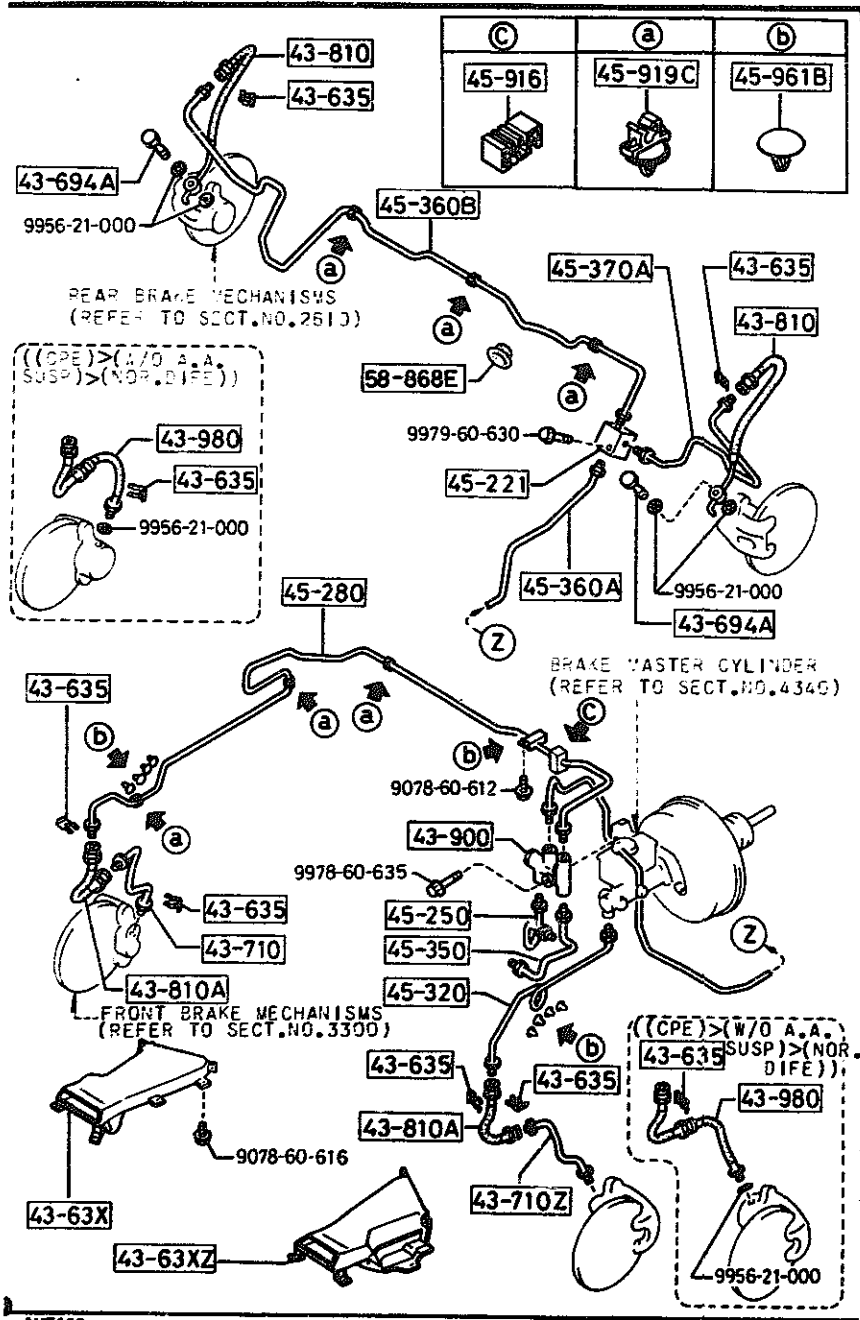 C
a
b
45-916
45-919C
45-961B
43-810
43-635
43-694A
9956-21-000
45-360B
a
REAR BRAKE MECHANISMS
(REFER TO SECT.NO.2610)
a
45-370A
43-635
43-810
58-868E
a
9979-60-630
45-221
((CPE)>(W/O A.A.
SUSP)>(NOR.DIFE))
43-980
43-635
9956-21-000
45-360A
9956-21-000
43-694A
Z
45-280
BRAKE MASTER CYLINDER
(REFER TO SECT.NO.4340)
43-635
b
a
a
b
C
9078-60-612
a
43-900
9978-60-635
43-635
43-710
45-250
45-350
45-320
Z
43-810A
FRONT BRAKE MECHANISMS
(REFER TO SECT.NO.3300)
b
((CPE)>(W/O A.A.
SUSP)>(NOR.
DIFE))
43-635
43-980
43-635
43-635
43-810A
9078-60-616
43-63X
43-710Z
43-63XZ
9956-21-000